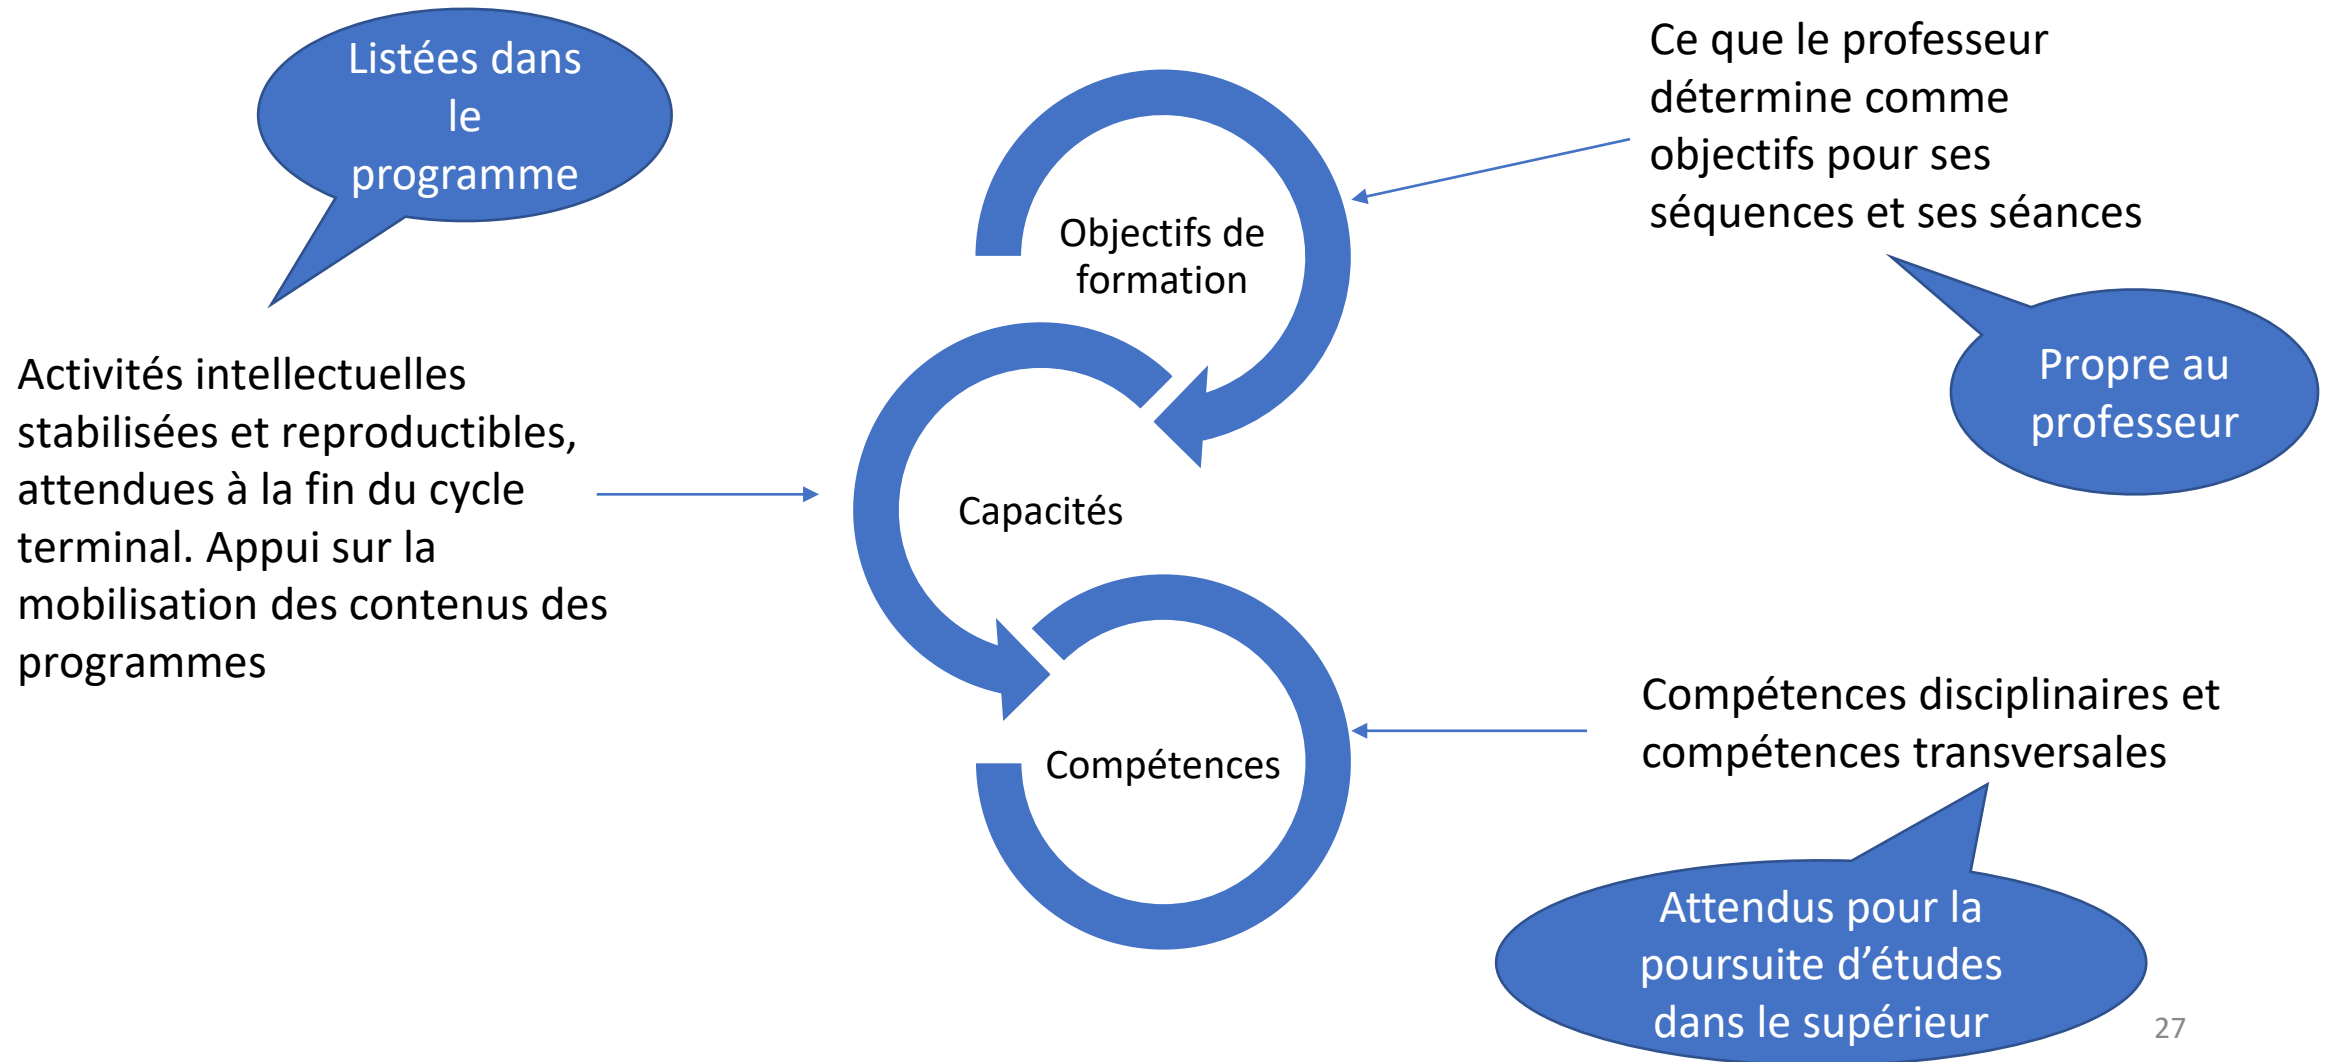 Listées dans
le
programme
Activités intellectuelles
stabilisées et reproductibles,
attendues à la fin du cycle
terminal. Appui sur la
mobilisation des contenus des
programmes
Objectifs de
formation
Capacités
Compétences
Ce que le professeur
détermine comme
objectifs pour ses
séquences et ses séances
Propre au
professeur
Compétences disciplinaires et
compétences transversales
Attendus pour la
poursuite d’études
dans le supérieur
27